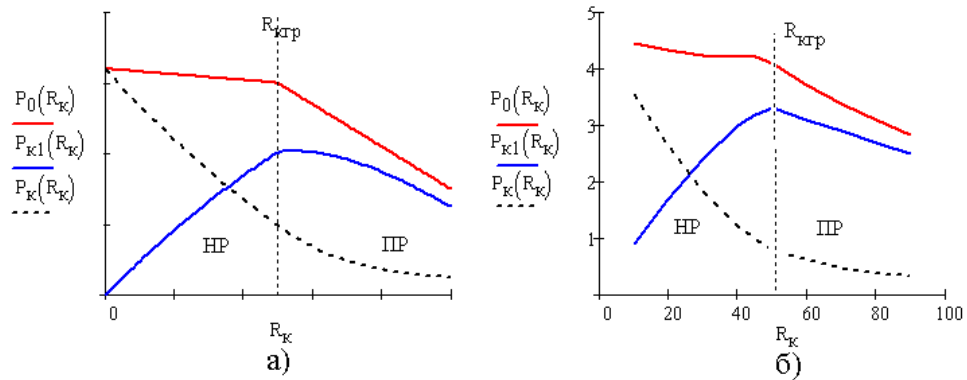 Rкгр
P0(Rк)
Pк1(Rк)
Pк(Rк)
НР
ПР
0
Rк
а)
5
4
3
2
1
Rкгр
P0(Rк)
Pк1(Rк)
Pк(Rк)
НР
ПР
0 20 40 60 80 100
Rк
б)